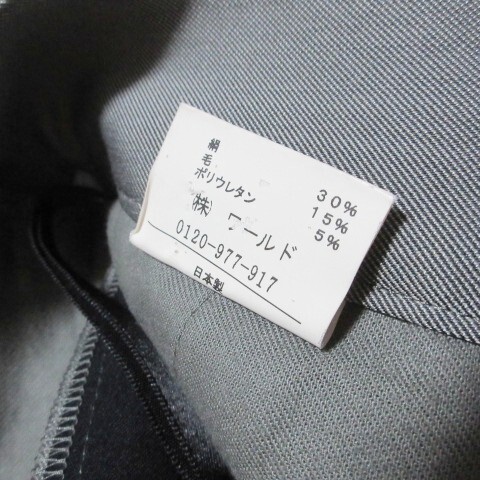 絹 30%
毛 15%
ポリウレタン 5%
(株) ワールド
0120-977-917
日本製